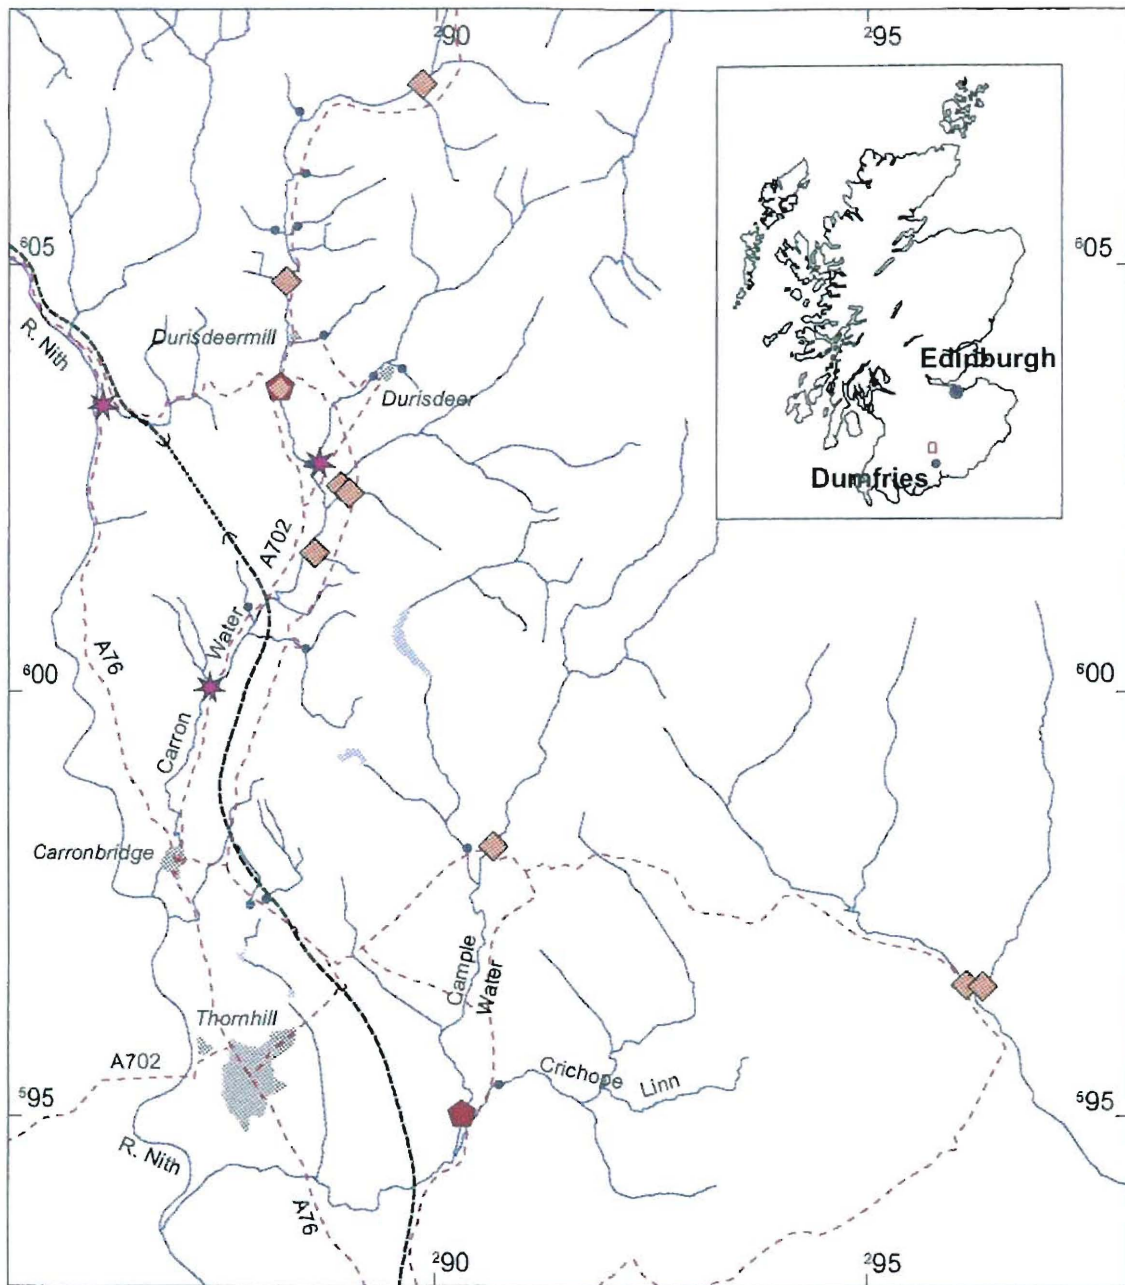 ²90
²95
⁶05
⁶05
R. Nith
Durisdeermill
Durisdeer
Edinburgh
Dumfries
A702
A76
Water
Carron
⁶00
⁶00
Carronbridge
Cample
Water
Thornhill
A702
Crichope Linn
⁵95
⁵95
R. Nith
A76
²90
²95